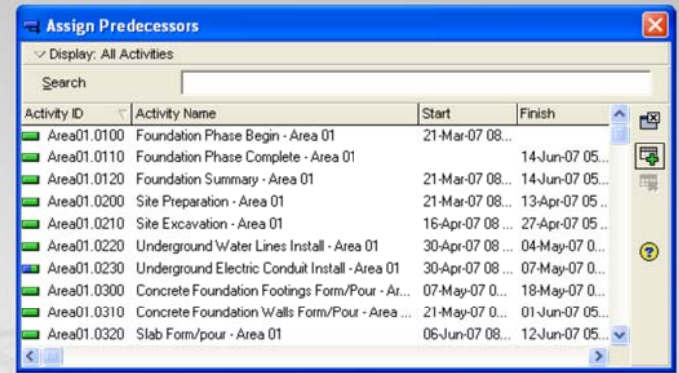 Assign Predecessors
Display: All Activities
Search
Activity ID Activity Name Start Finish
Area01.0100 Foundation Phase Begin - Area 01 21-Mar-07 08...
Area01.0110 Foundation Phase Complete - Area 01 14-Jun-07 05...
Area01.0120 Foundation Summary - Area 01 21-Mar-07 08... 14-Jun-07 05...
Area01.0200 Site Preparation - Area 01 21-Mar-07 08... 13-Apr-07 05 ..
Area01.0210 Site Excavation - Area 01 16-Apr-07 08 ... 27-Apr-07 05 ..
Area01.0220 Underground Water Lines Install - Area 01 30-Apr-07 08 ... 04-May-07 0...
Area01.0230 Underground Electric Conduit Install - Area 01 30-Apr-07 08 ... 07-May-07 0...
Area01.0300 Concrete Foundation Footings Form/Pour - Ar... 07-May-07 0... 18-May-07 0...
Area01.0310 Concrete Foundation Walls Form/Pour - Area ... 21-May-07 0... 01-Jun-07 05...
Area01.0320 Slab Form/pour - Area 01 06-Jun-07 08... 12-Jun-07 05...